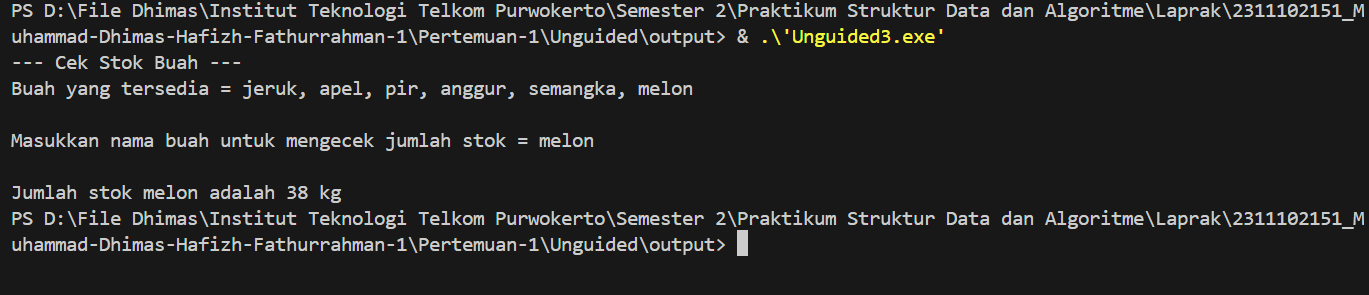 PS D:\File Dhimas\Institut Teknologi Telkom Purwokerto\Semester 2\Praktikum Struktur Data dan Algoritme\Laprak\2311102151_M
uhammad-Dhimas-Hafizh-Fathurrahman-1\Pertemuan-1\Unguided\output> & .\'Unguided3.exe'
--- Cek Stok Buah ---
Buah yang tersedia = jeruk, apel, pir, anggur, semangka, melon
Masukkan nama buah untuk mengecek jumlah stok = melon
Jumlah stok melon adalah 38 kg
PS D:\File Dhimas\Institut Teknologi Telkom Purwokerto\Semester 2\Praktikum Struktur Data dan Algoritme\Laprak\2311102151_M
uhammad-Dhimas-Hafizh-Fathurrahman-1\Pertemuan-1\Unguided\output>